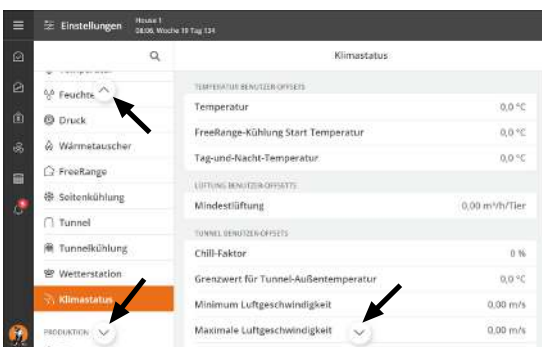 Einstellungen
House 1
08:06, Woche 19 Tag 134
Klimastatus
Feuchte
Druck
Wärmetauscher
FreeRange
Seitenkühlung
Tunnel
Tunnelkühlung
Wetterstation
Klimastatus
PRODUKTION
TEMPERATUR BENUTZER-OFFSETS
Temperatur 0,0 °C
FreeRange-Kühlung Start Temperatur 0,0 °C
Tag-und-Nacht-Temperatur 0,0 °C
LÜFTUNG BENUTZER-OFFSETTS
Mindestlüftung 0,00 m³/h/Tier
TUNNEL BENUTZER-OFFSETS
Chill-Faktor 0 %
Grenzwert für Tunnel-Außentemperatur 0,0 °C
Minimum Luftgeschwindigkeit 0,00 m/s
Maximale Luftgeschwindigkeit 0,00 m/s